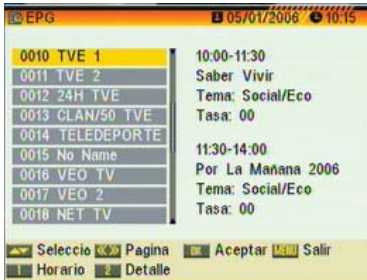 EPG 05/01/2006 10:15
0010 TVE 1
0011 TVE 2
0012 24H TVE
0013 CLAN/50 TVE
0014 TELEDEPORTE
0015 No Name
0016 VEO TV
0017 VEO 2
0018 NET TV
10:00-11:30
Saber Vivir
Tema: Social/Eco
Tasa: 00
11:30-14:00
Por La Mañana 2006
Tema: Social/Eco
Tasa: 00
Seleccio Pagina OK Aceptar MENU Salir
1 Horario 2 Detalle